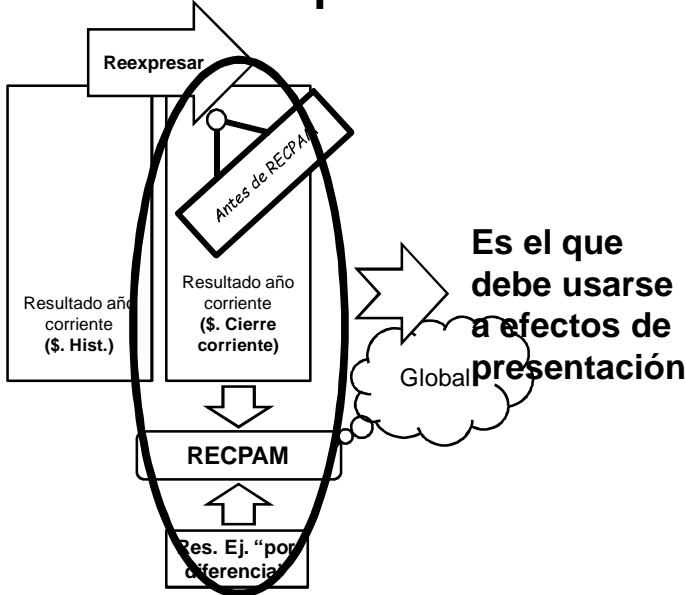 Reexpresar
Antes de RECPAM
Resultado año
corriente
($. Hist.)
Resultado año
corriente
($. Cierre
corriente)
Es el que
debe usarse
a efectos de
presentación
Global
RECPAM
Res. Ej. “por
diferencia”